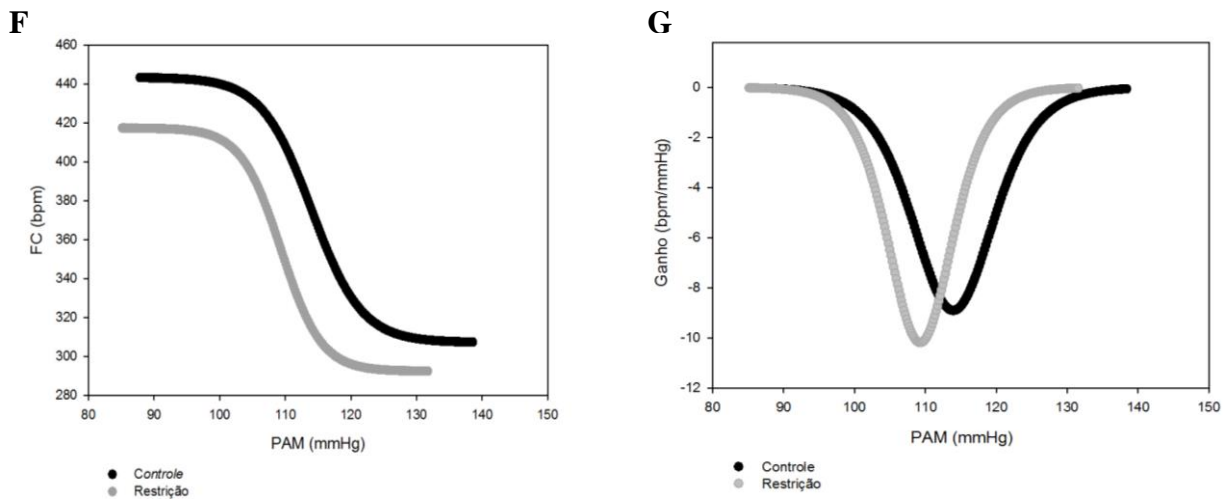 F
460
440
420
400
380
360
340
320
300
280
FC (bpm)
80 90 100 110 120 130 140 150
PAM (mmHg)
Controle
Restrição
G
0
-2
-4
-6
-8
-10
-12
Ganho (bpm/mmHg)
80 90 100 110 120 130 140 150
PAM (mmHg)
Controle
Restrição